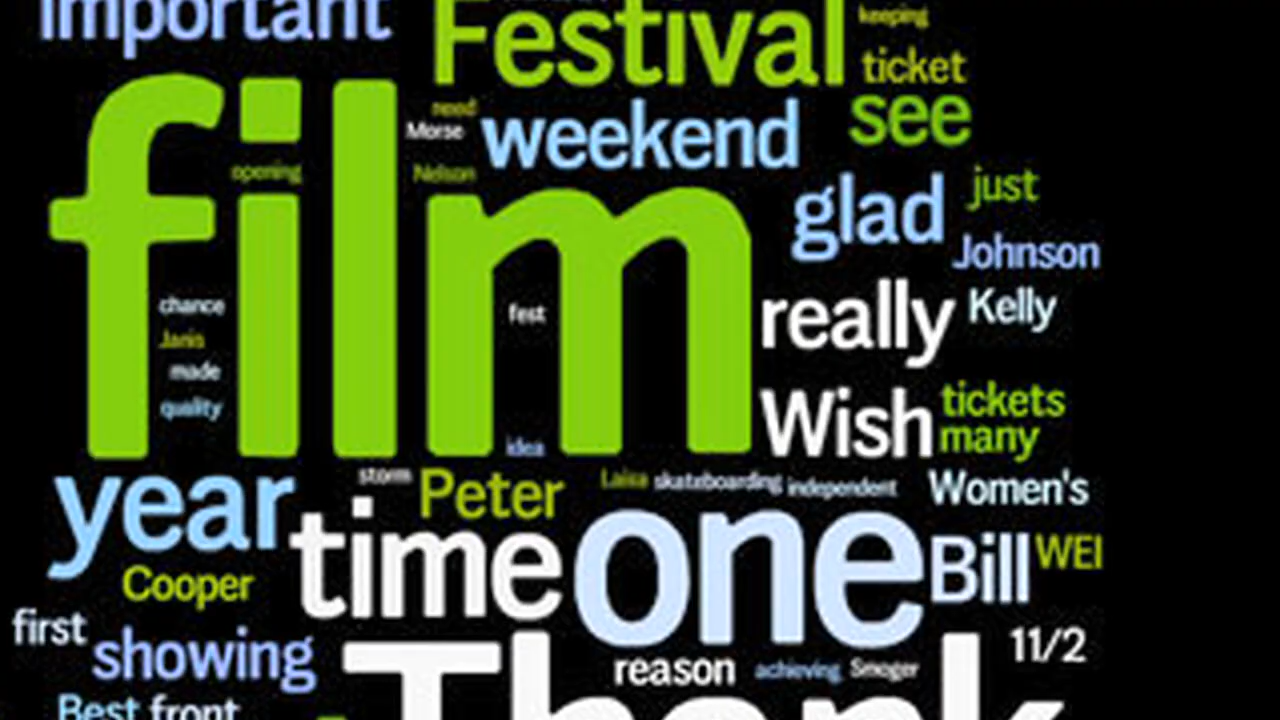 important Festival keeping
ticket
see
need
Morse weekend
film
opening Nelson glad just
Johnson
chance fest really Kelly
Janis
made
quality Wish tickets
many
idea
year storm Peter skateboarding independent Women's
time one Bill WEI
Cooper
first showing 11/2
Thank reason achieving Smoger
Best front